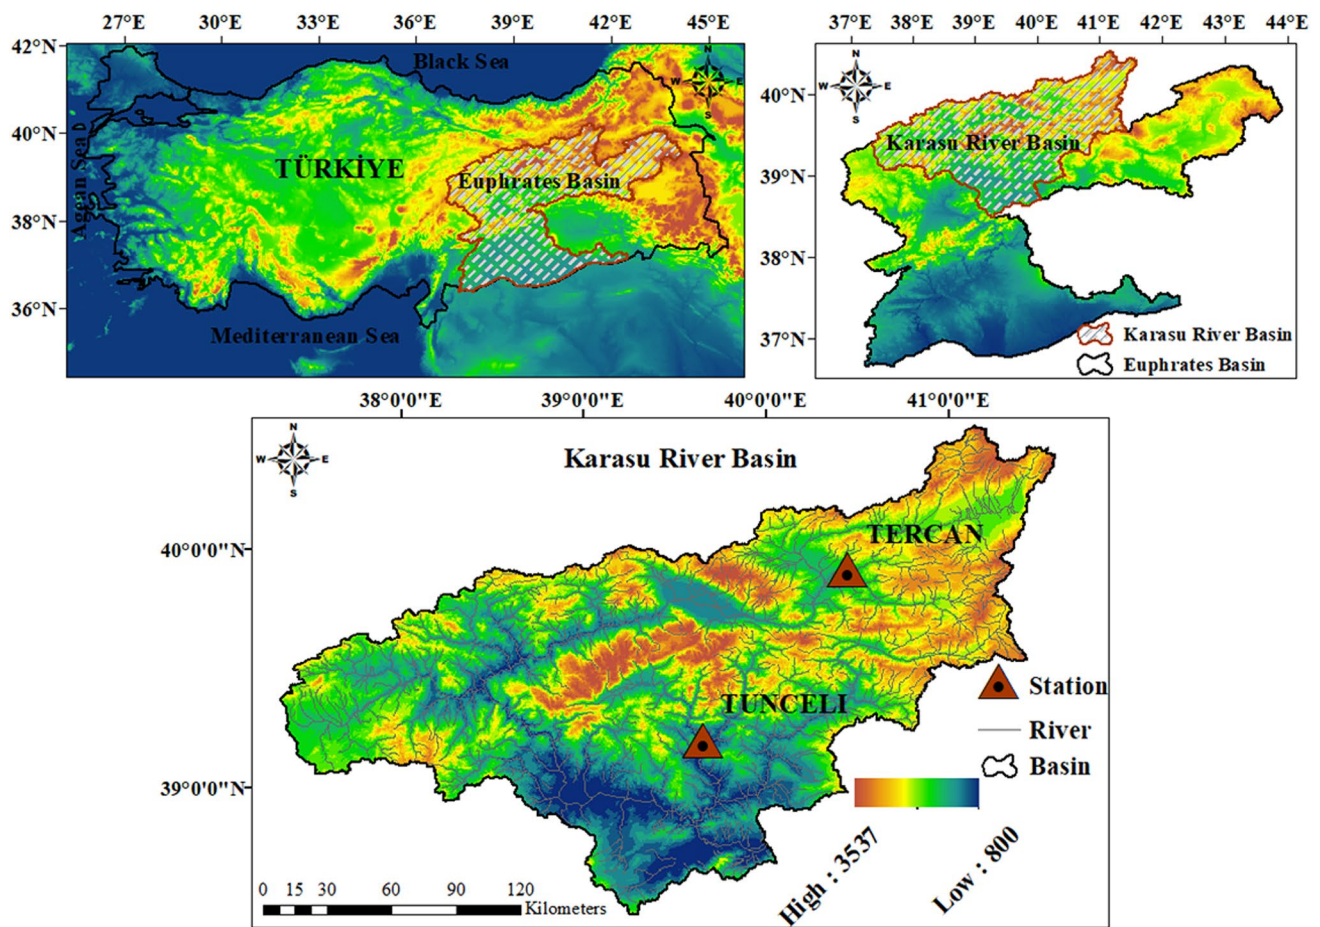 27°E 30°E 33°E 36°E 39°E 42°E 45°E
42°N
40°N
38°N
36°N
Black Sea
N
W E
S
Agean Sea
TÜRKİYE
Euphrates Basin
Mediterranean Sea
37°E 38°E 39°E 40°E 41°E 42°E 43°E 44°E
40°N
39°N
38°N
37°N
N
W E
S
Karasu River Basin
Karasu River Basin
Euphrates Basin
38°0'0"E 39°0'0"E 40°0'0"E 41°0'0"E
40°0'0"N
39°0'0"N
N
W E
S
Karasu River Basin
TERCAN
TUNCELI
Station
River
Basin
High : 3537
Low : 800
0 15 30 60 90 120
Kilometers